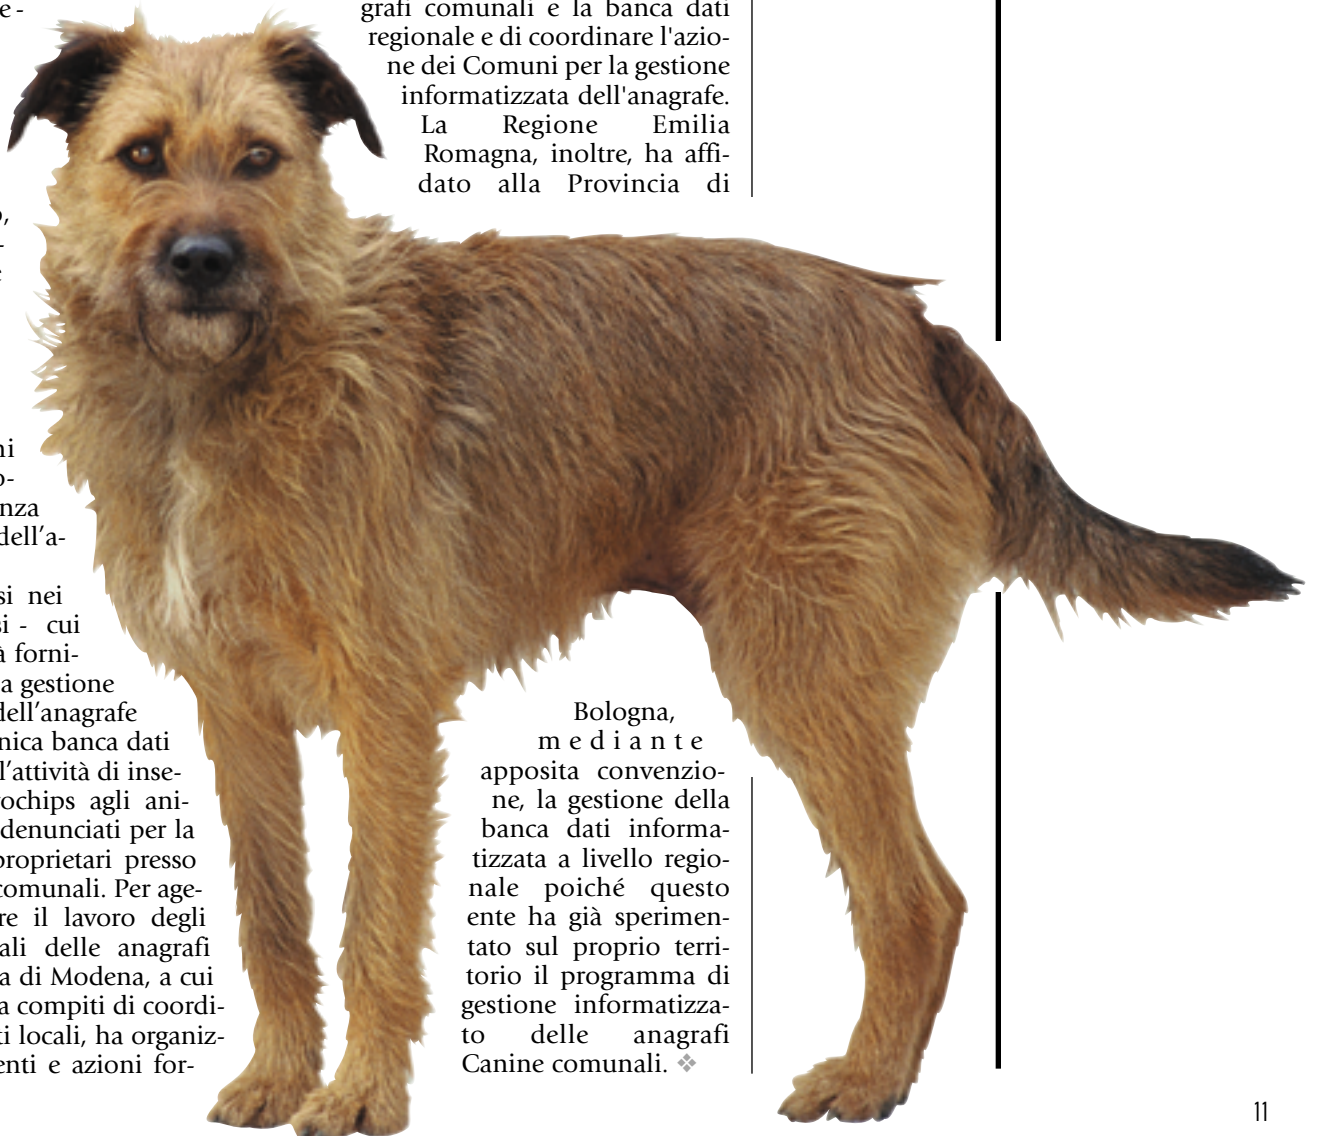 e -
o,
-
e
ni
o-
nza
dell'a-
si nei
si - cui
à forni-
a gestione
dell'anagrafe
nica banca dati
l'attività di inse-
rochips agli ani-
denunciati per la
proprietari presso
comunali. Per age-
re il lavoro degli
ali delle anagrafi
a di Modena, a cui
a compiti di coordi-
ti locali, ha organiz-
enti e azioni for-
grafi comunali e la banca dati
regionale e di coordinare l'azio-
ne dei Comuni per la gestione
informatizzata dell'anagrafe.
La Regione Emilia
Romagna, inoltre, ha affi-
dato alla Provincia di
Bologna,
mediante
apposita convenzio-
ne, la gestione della
banca dati informa-
tizzata a livello regio-
nale poiché questo
ente ha già sperimen-
tato sul proprio terri-
torio il programma di
gestione informatizza-
to delle anagrafi
Canine comunali. ❖
11